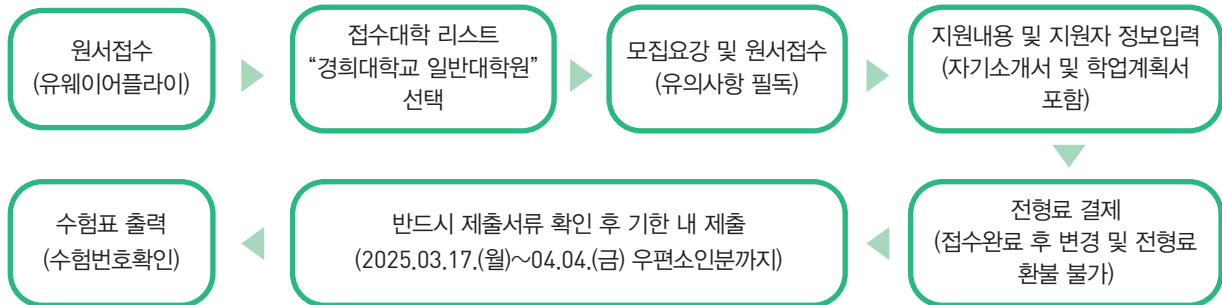 원서접수
(유웨이어플라이)
접수대학 리스트
“경희대학교 일반대학원”
선택
모집요강 및 원서접수
(유의사항 필독)
지원내용 및 지원자 정보입력
(자기소개서 및 학업계획서
포함)
전형료 결제
(접수완료 후 변경 및 전형료
환불 불가)
반드시 제출서류 확인 후 기한 내 제출
(2025.03.17.(월)~04.04.(금) 우편소인분까지)
수험표 출력
(수험번호확인)